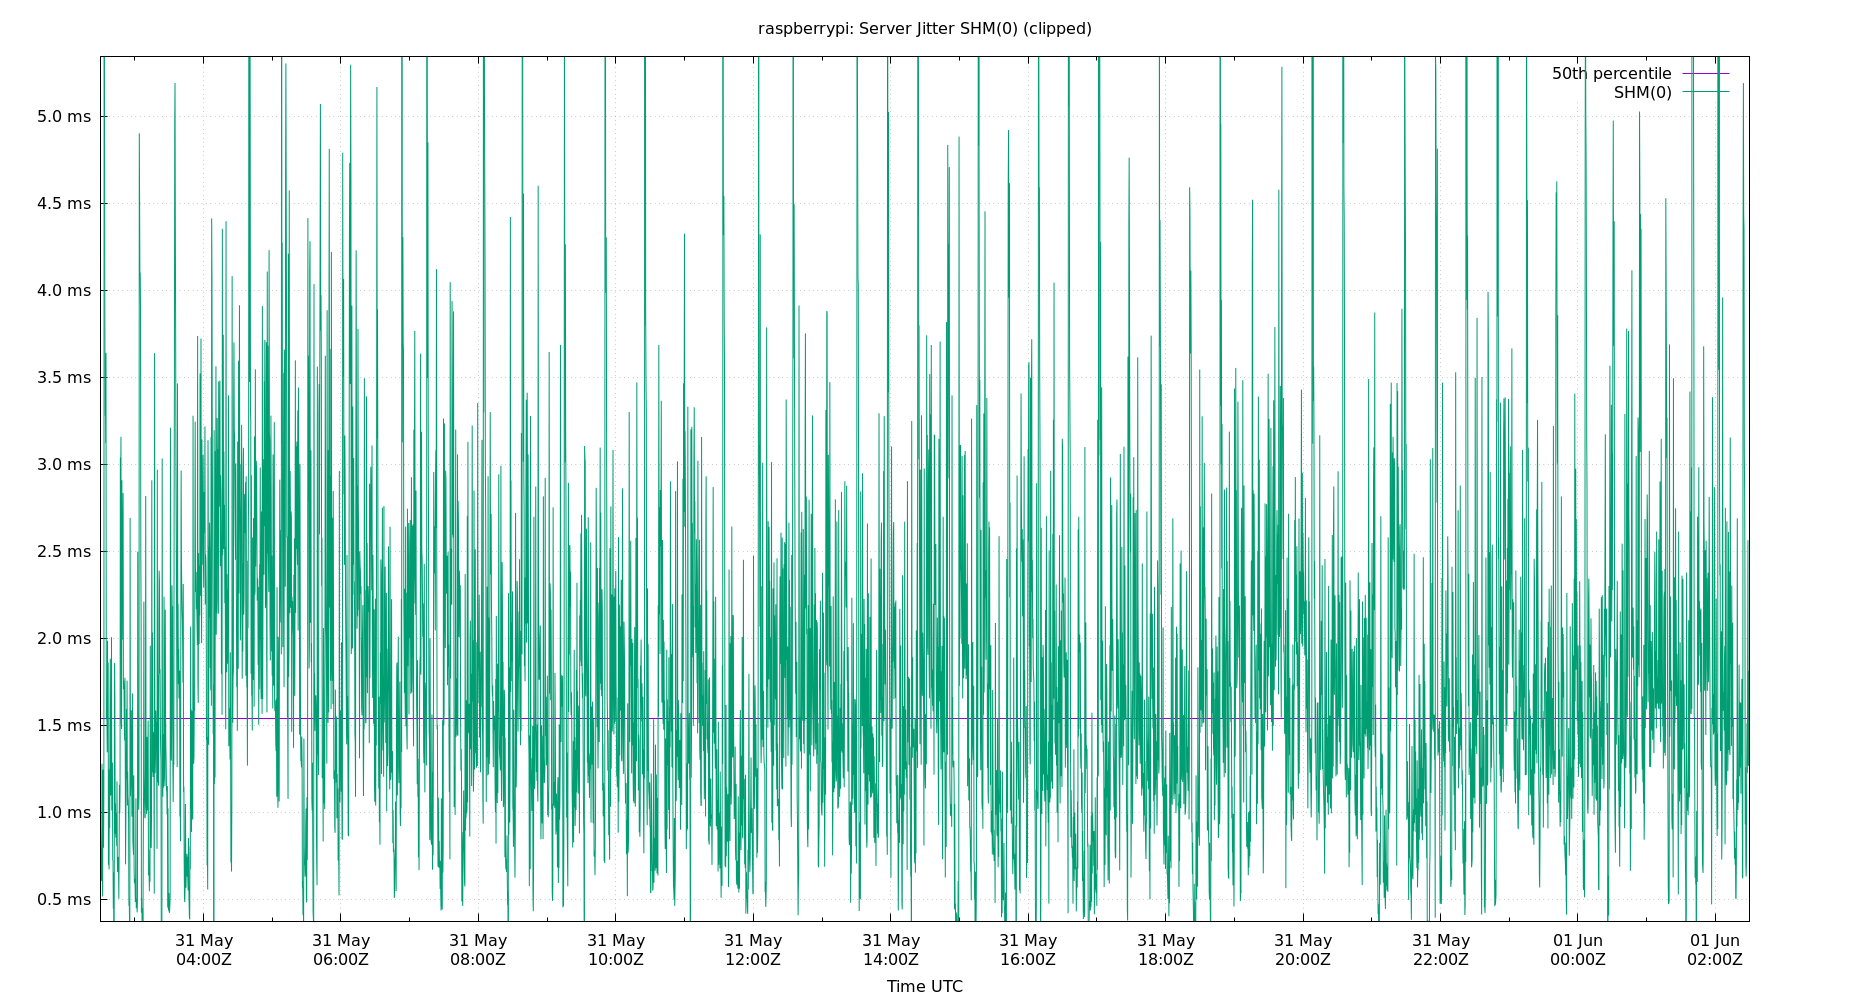 raspberrypi: Server Jitter SHM(0) (clipped)
50th percentile
SHM(0)
5.0 ms
4.5 ms
4.0 ms
3.5 ms
3.0 ms
2.5 ms
2.0 ms
1.5 ms
1.0 ms
0.5 ms
31 May 31 May 31 May 31 May 31 May 31 May 31 May 31 May 31 May 31 May 01 Jun 01 Jun
04:00Z 06:00Z 08:00Z 10:00Z 12:00Z 14:00Z 16:00Z 18:00Z 20:00Z 22:00Z 00:00Z 02:00Z
Time UTC